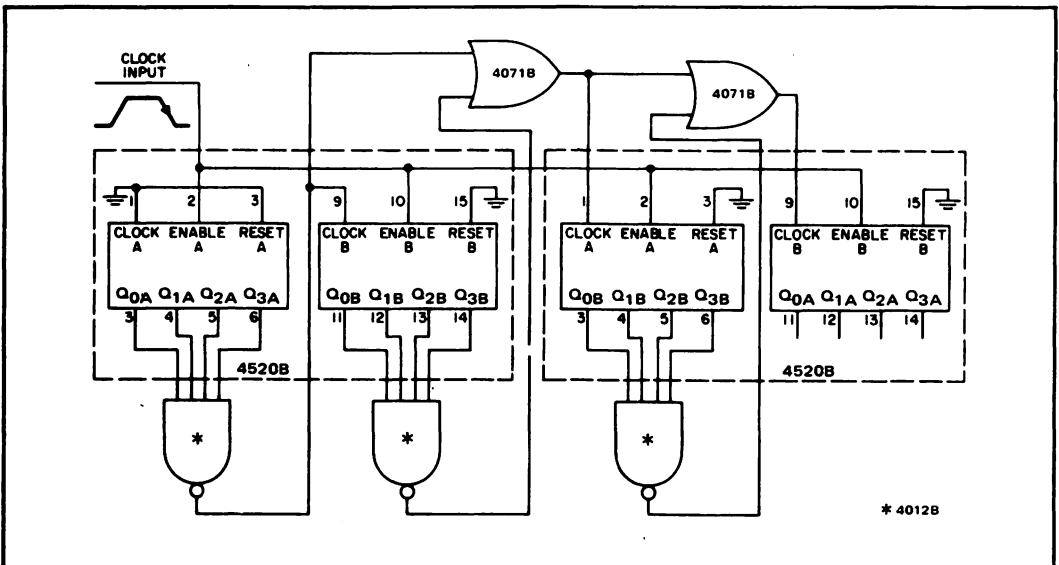 CLOCK
INPUT
4071B
4071B
1 2 3 9 10 15 1 2 3 9 10 15
CLOCK ENABLE RESET CLOCK ENABLE RESET CLOCK ENABLE RESET CLOCK ENABLE RESET
A A A B B B A A A B B B
Q0A Q1A Q2A Q3A Q0B Q1B Q2B Q3B Q0B Q1B Q2B Q3B Q0A Q1A Q2A Q3A
3 4 5 6 11 12 13 14 3 4 5 6 11 12 13 14
4520B 4520B
* * *
* 4012B